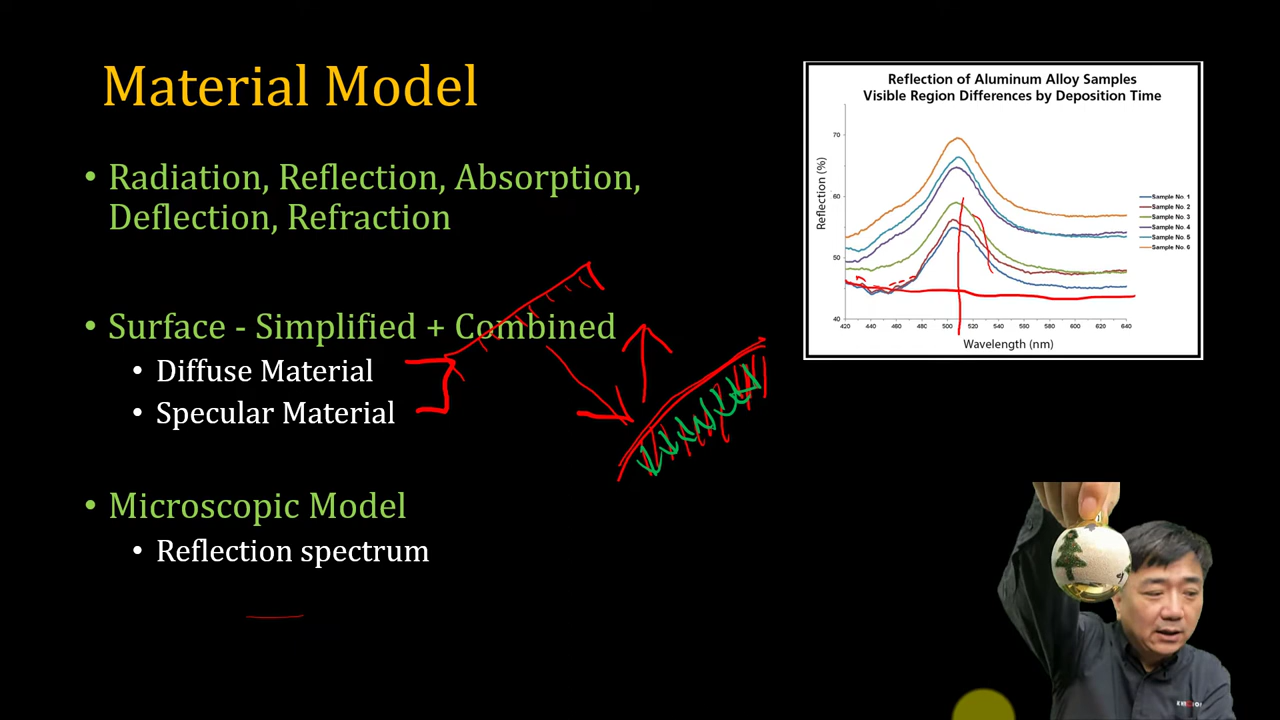 Material Model
• Radiation, Reflection, Absorption,
Deflection, Refraction
• Surface - Simplified + Combined
• Diffuse Material
• Specular Material
• Microscopic Model
• Reflection spectrum
Reflection of Aluminum Alloy Samples
Visible Region Differences by Deposition Time
Reflection (%)
70
60
50
40
420 440 460 480 500 520 540 560 580 600 620 640
Wavelength (nm)
Sample No. 1
Sample No. 2
Sample No. 3
Sample No. 4
Sample No. 5
Sample No. 6